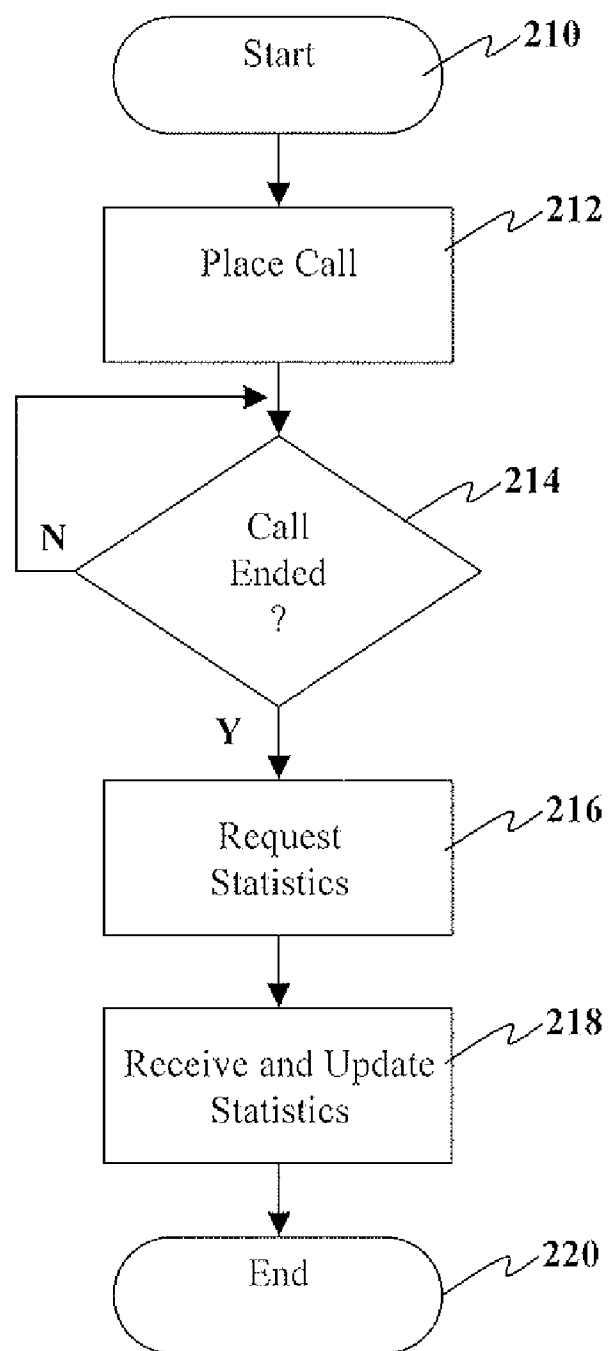 Start
210
Place Call
212
Call
Ended
?
214
N
Y
Request
Statistics
216
Receive and Update
Statistics
218
End
220